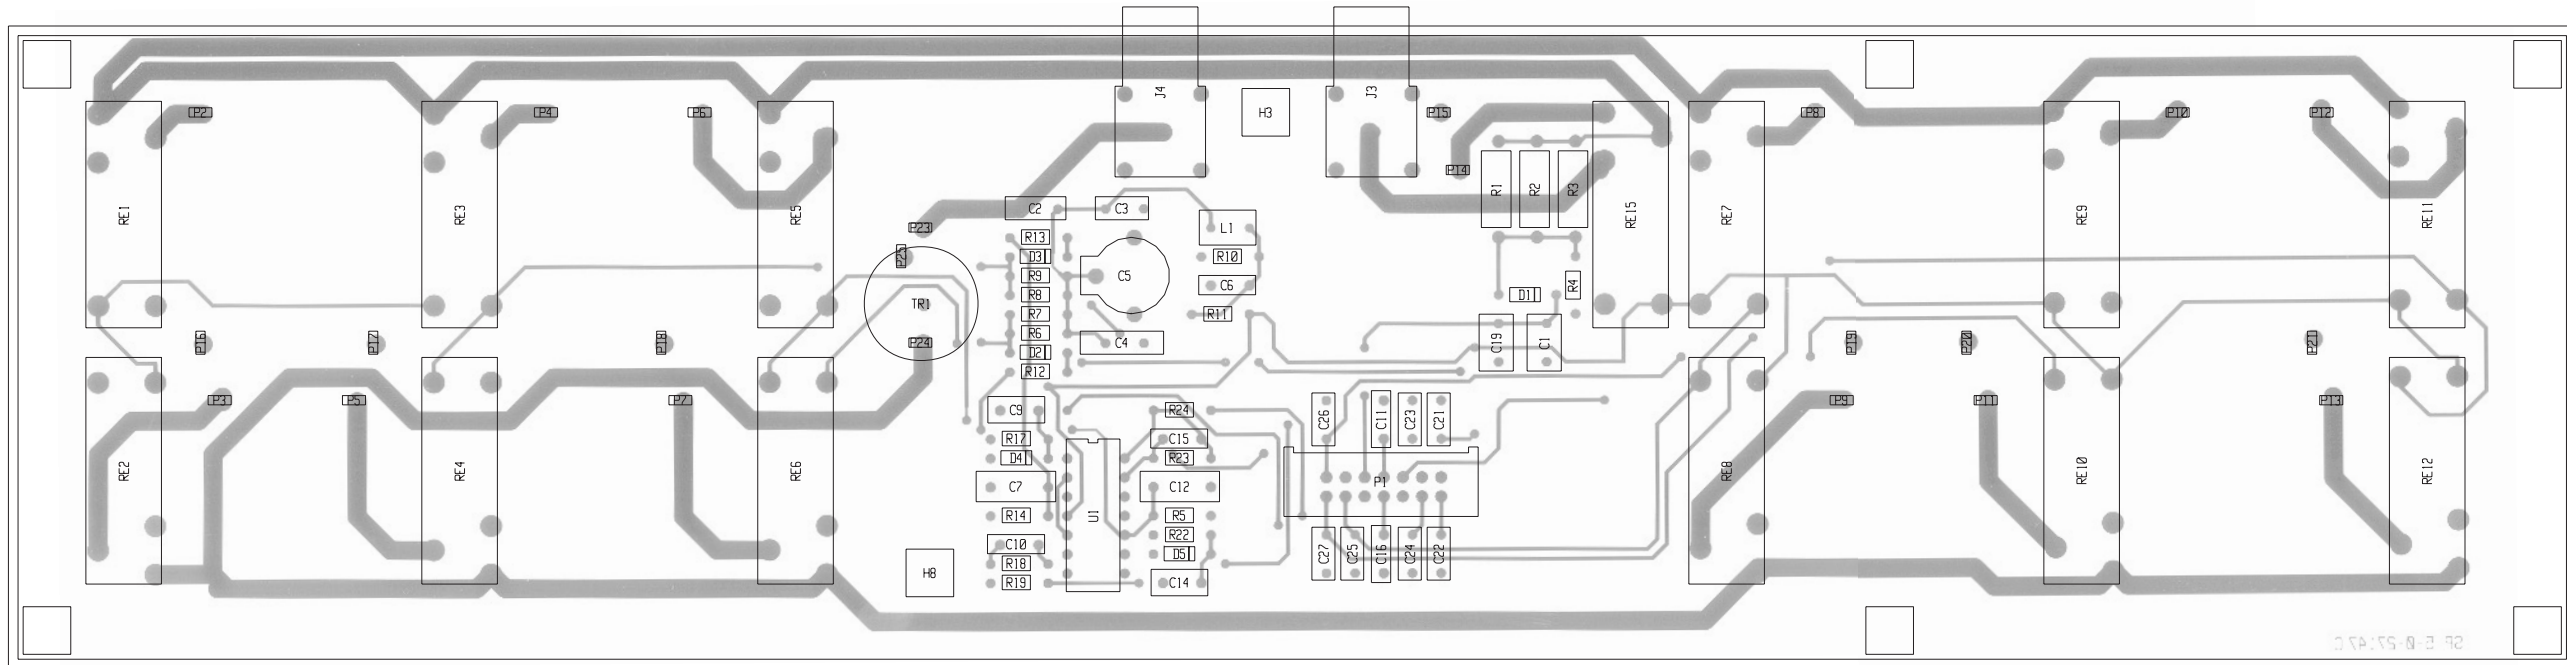 J4
J3
H3
P2
P4
P6
P15
P8
P10
P12
P14
RE1
RE3
RE5
C2
C3
L1
R1
R2
R3
RE15
RE7
RE9
RE11
P23
R13
P25
D3
R10
R9
C5
C6
R4
R8
D1
TR1
R7
R11
R6
P16
P17
P18
P24
D2
C4
C19
C1
P19
P20
P21
R12
P3
P5
P7
C9
R24
C26
C11
C23
C21
P9
P11
P13
R17
C15
D4
R23
RE2
RE4
RE6
C7
C12
P1
RE8
RE10
RE12
R14
U1
R5
R22
C10
D5
C27
C25
C16
C24
C22
R18
H8
R19
C14